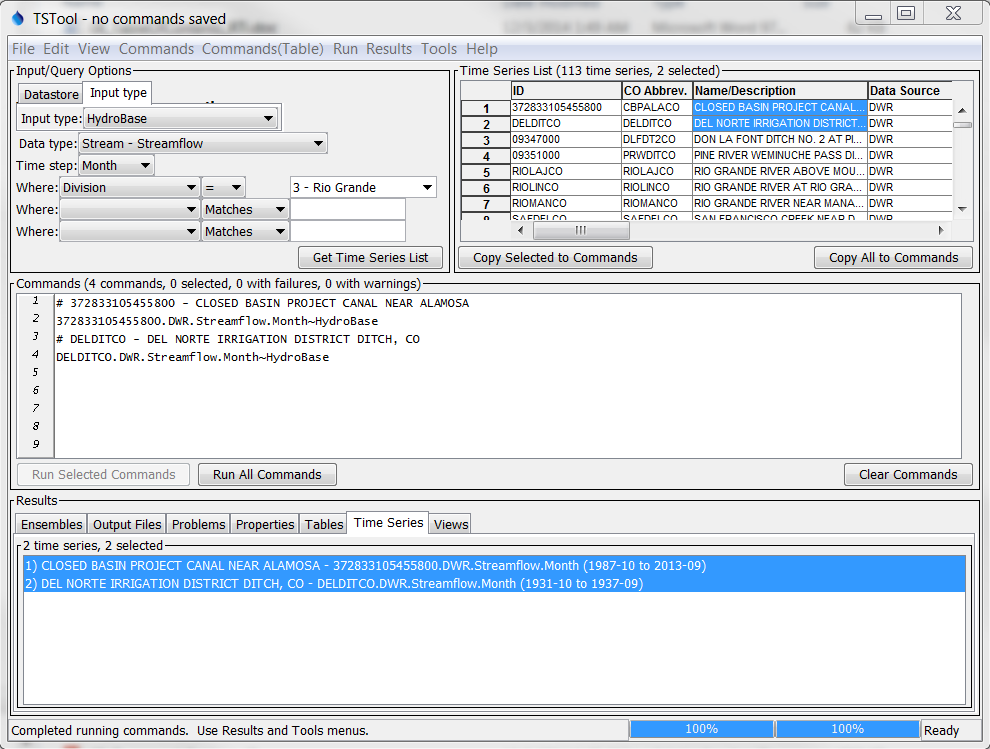 TSTool - no commands saved
File Edit View Commands Commands(Table) Run Results Tools Help
Input/Query Options
Datastore Input type
Input type: HydroBase
Data type: Stream - Streamflow
Time step: Month
Where: Division = 3 - Rio Grande
Where: Matches
Where: Matches
Get Time Series List
Time Series List (113 time series, 2 selected)
ID CO Abbrev. Name/Description Data Source
1 372833105455800 CBPALACO CLOSED BASIN PROJECT CANAL... DWR
2 DELDITCO DELDITCO DEL NORTE IRRIGATION DISTRICT... DWR
3 09347000 DLFDT2CO DON LA FONT DITCH NO. 2 AT PI... DWR
4 09351000 PRWDITCO PINE RIVER WEMINUCHE PASS DI... DWR
5 RIOLAJCO RIOLAJCO RIO GRANDE RIVER ABOVE MOU... DWR
6 RIOLINCO RIOLINCO RIO GRANDE RIVER AT RIO GRA... DWR
7 RIOMANCO RIOMANCO RIO GRANDE RIVER NEAR MANA... DWR
8 SAFDELCO SAFDELCO SAN FRANCISCO CREEK NEAR D... DWR
Copy Selected to Commands Copy All to Commands
Commands (4 commands, 0 selected, 0 with failures, 0 with warnings)
1 # 372833105455800 - CLOSED BASIN PROJECT CANAL NEAR ALAMOSA
2 372833105455800.DWR.Streamflow.Month~HydroBase
3 # DELDITCO - DEL NORTE IRRIGATION DISTRICT DITCH, CO
4 DELDITCO.DWR.Streamflow.Month~HydroBase
5
6
7
8
9
Run Selected Commands Run All Commands Clear Commands
Results
Ensembles Output Files Problems Properties Tables Time Series Views
2 time series, 2 selected
1) CLOSED BASIN PROJECT CANAL NEAR ALAMOSA - 372833105455800.DWR.Streamflow.Month (1987-10 to 2013-09)
2) DEL NORTE IRRIGATION DISTRICT DITCH, CO - DELDITCO.DWR.Streamflow.Month (1931-10 to 1937-09)
Completed running commands. Use Results and Tools menus. 100% 100% Ready